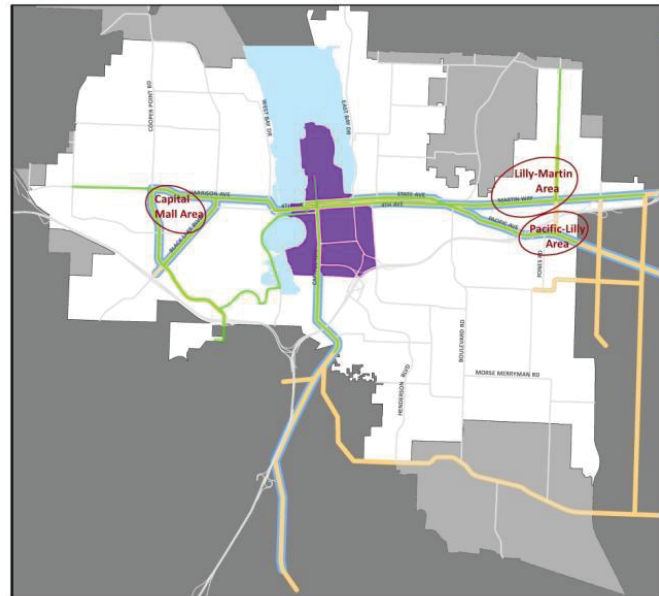 COOPER POINT RD
WEST BAY DR
EAST BAY DR
HARRISON AVE
Capital
Mall Area
BLACK LAKE BLVD
4TH
STATE AVE
4TH AVE
Lilly-Martin
Area
MARTIN WAY
PACIFIC AVE
Pacific-Lilly
Area
BOULEVARD RD
HENDERSON BLVD
MORSE MERRYMAN RD